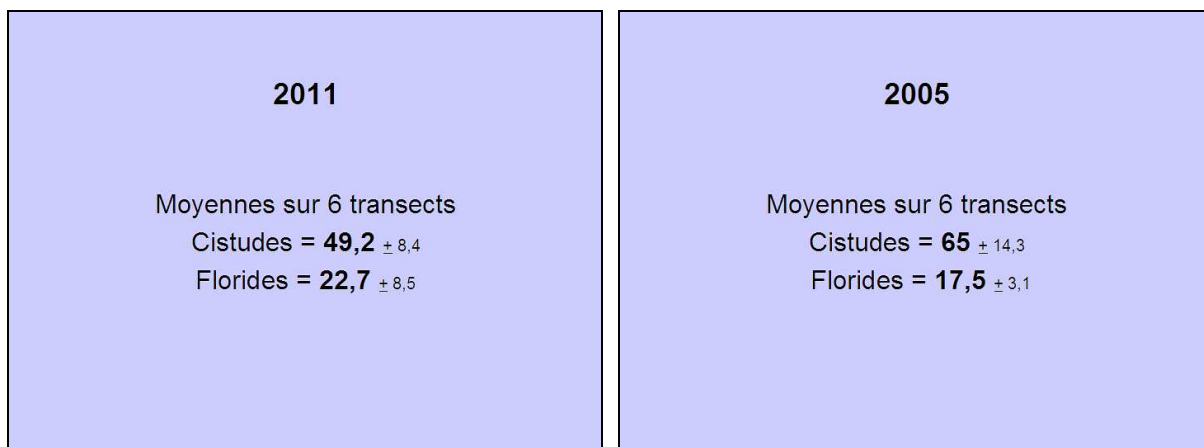 2011
Moyennes sur 6 transects
Cistudes = 49,2 ± 8,4
Florides = 22,7 ± 8,5
2005
Moyennes sur 6 transects
Cistudes = 65 ± 14,3
Florides = 17,5 ± 3,1